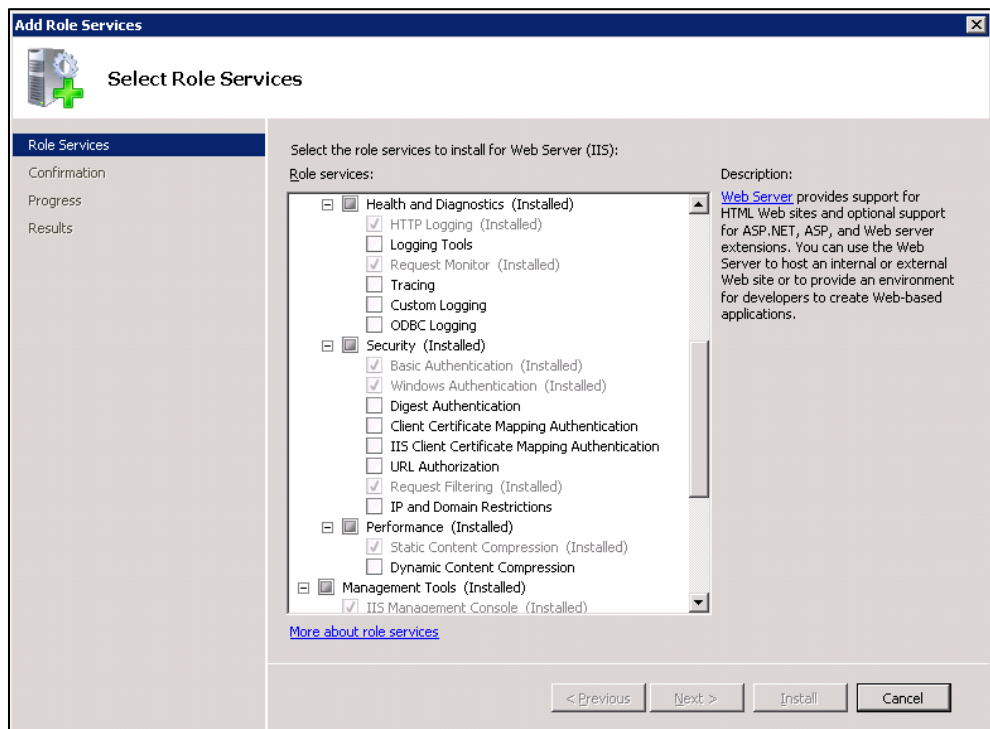 Add Role Services
Select Role Services
Role Services
Confirmation
Progress
Results
Select the role services to install for Web Server (IIS):
Role services:
Health and Diagnostics (Installed)
HTTP Logging (Installed)
Logging Tools
Request Monitor (Installed)
Tracing
Custom Logging
ODBC Logging
Security (Installed)
Basic Authentication (Installed)
Windows Authentication (Installed)
Digest Authentication
Client Certificate Mapping Authentication
IIS Client Certificate Mapping Authentication
URL Authorization
Request Filtering (Installed)
IP and Domain Restrictions
Performance (Installed)
Static Content Compression (Installed)
Dynamic Content Compression
Management Tools (Installed)
IIS Management Console (Installed)
More about role services
Description:
Web Server provides support for
HTML Web sites and optional support
for ASP.NET, ASP, and Web server
extensions. You can use the Web
Server to host an internal or external
Web site or to provide an environment
for developers to create Web-based
applications.
< Previous
Next >
Install
Cancel